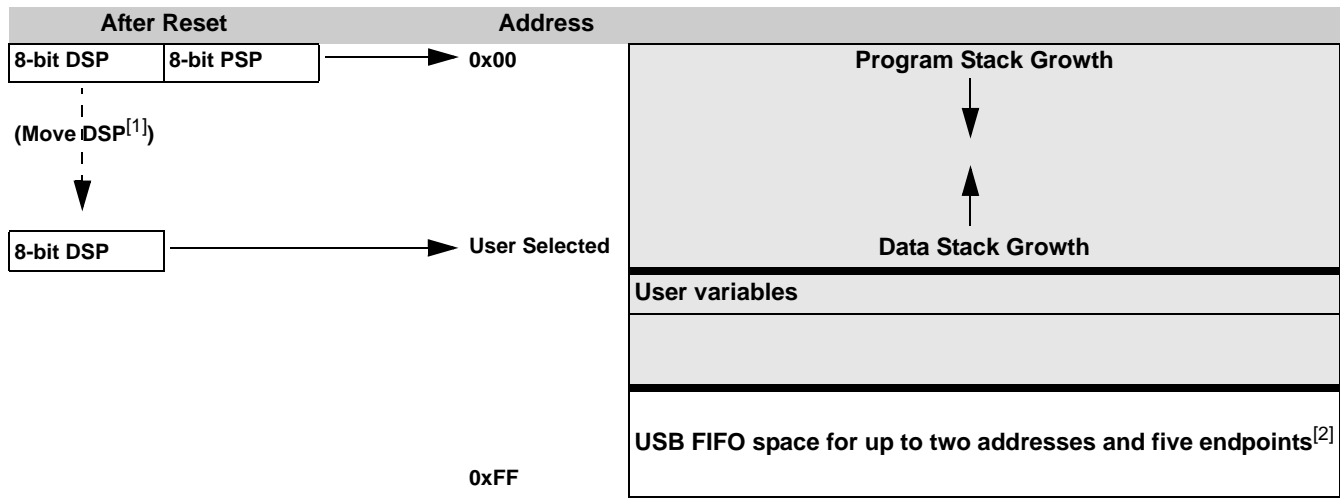 After Reset Address
8-bit DSP 8-bit PSP 0x00 Program Stack Growth
(Move DSP[1])
8-bit DSP User Selected Data Stack Growth
User variables
USB FIFO space for up to two addresses and five endpoints[2]
0xFF